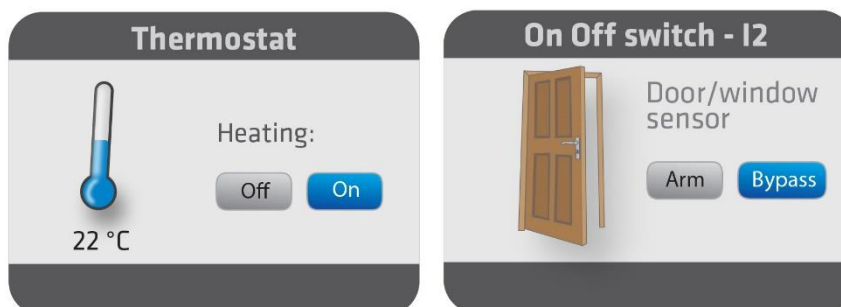 Thermostat
Heating:
Off On
22 °C
On Off switch - I2
Door/window
sensor
Arm Bypass